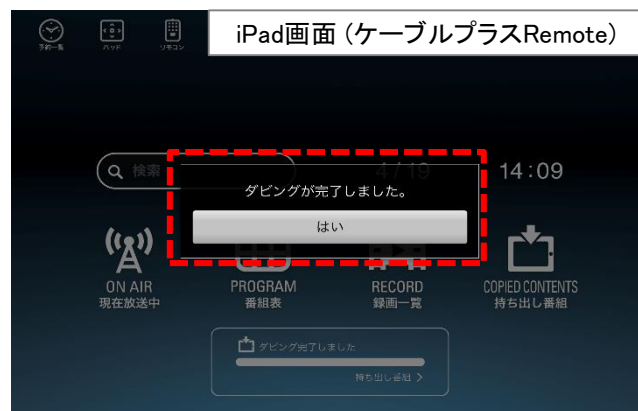 iPad画面（ケーブルプラスRemote）
予約一覧
パッド
リモコン
検索
4/19
14:09
ダビングが完了しました。
はい
ON AIR
現在放送中
PROGRAM
番組表
RECORD
録画一覧
COPIED CONTENTS
持ち出し番組
ダビング完了しました
持ち出し番組 >